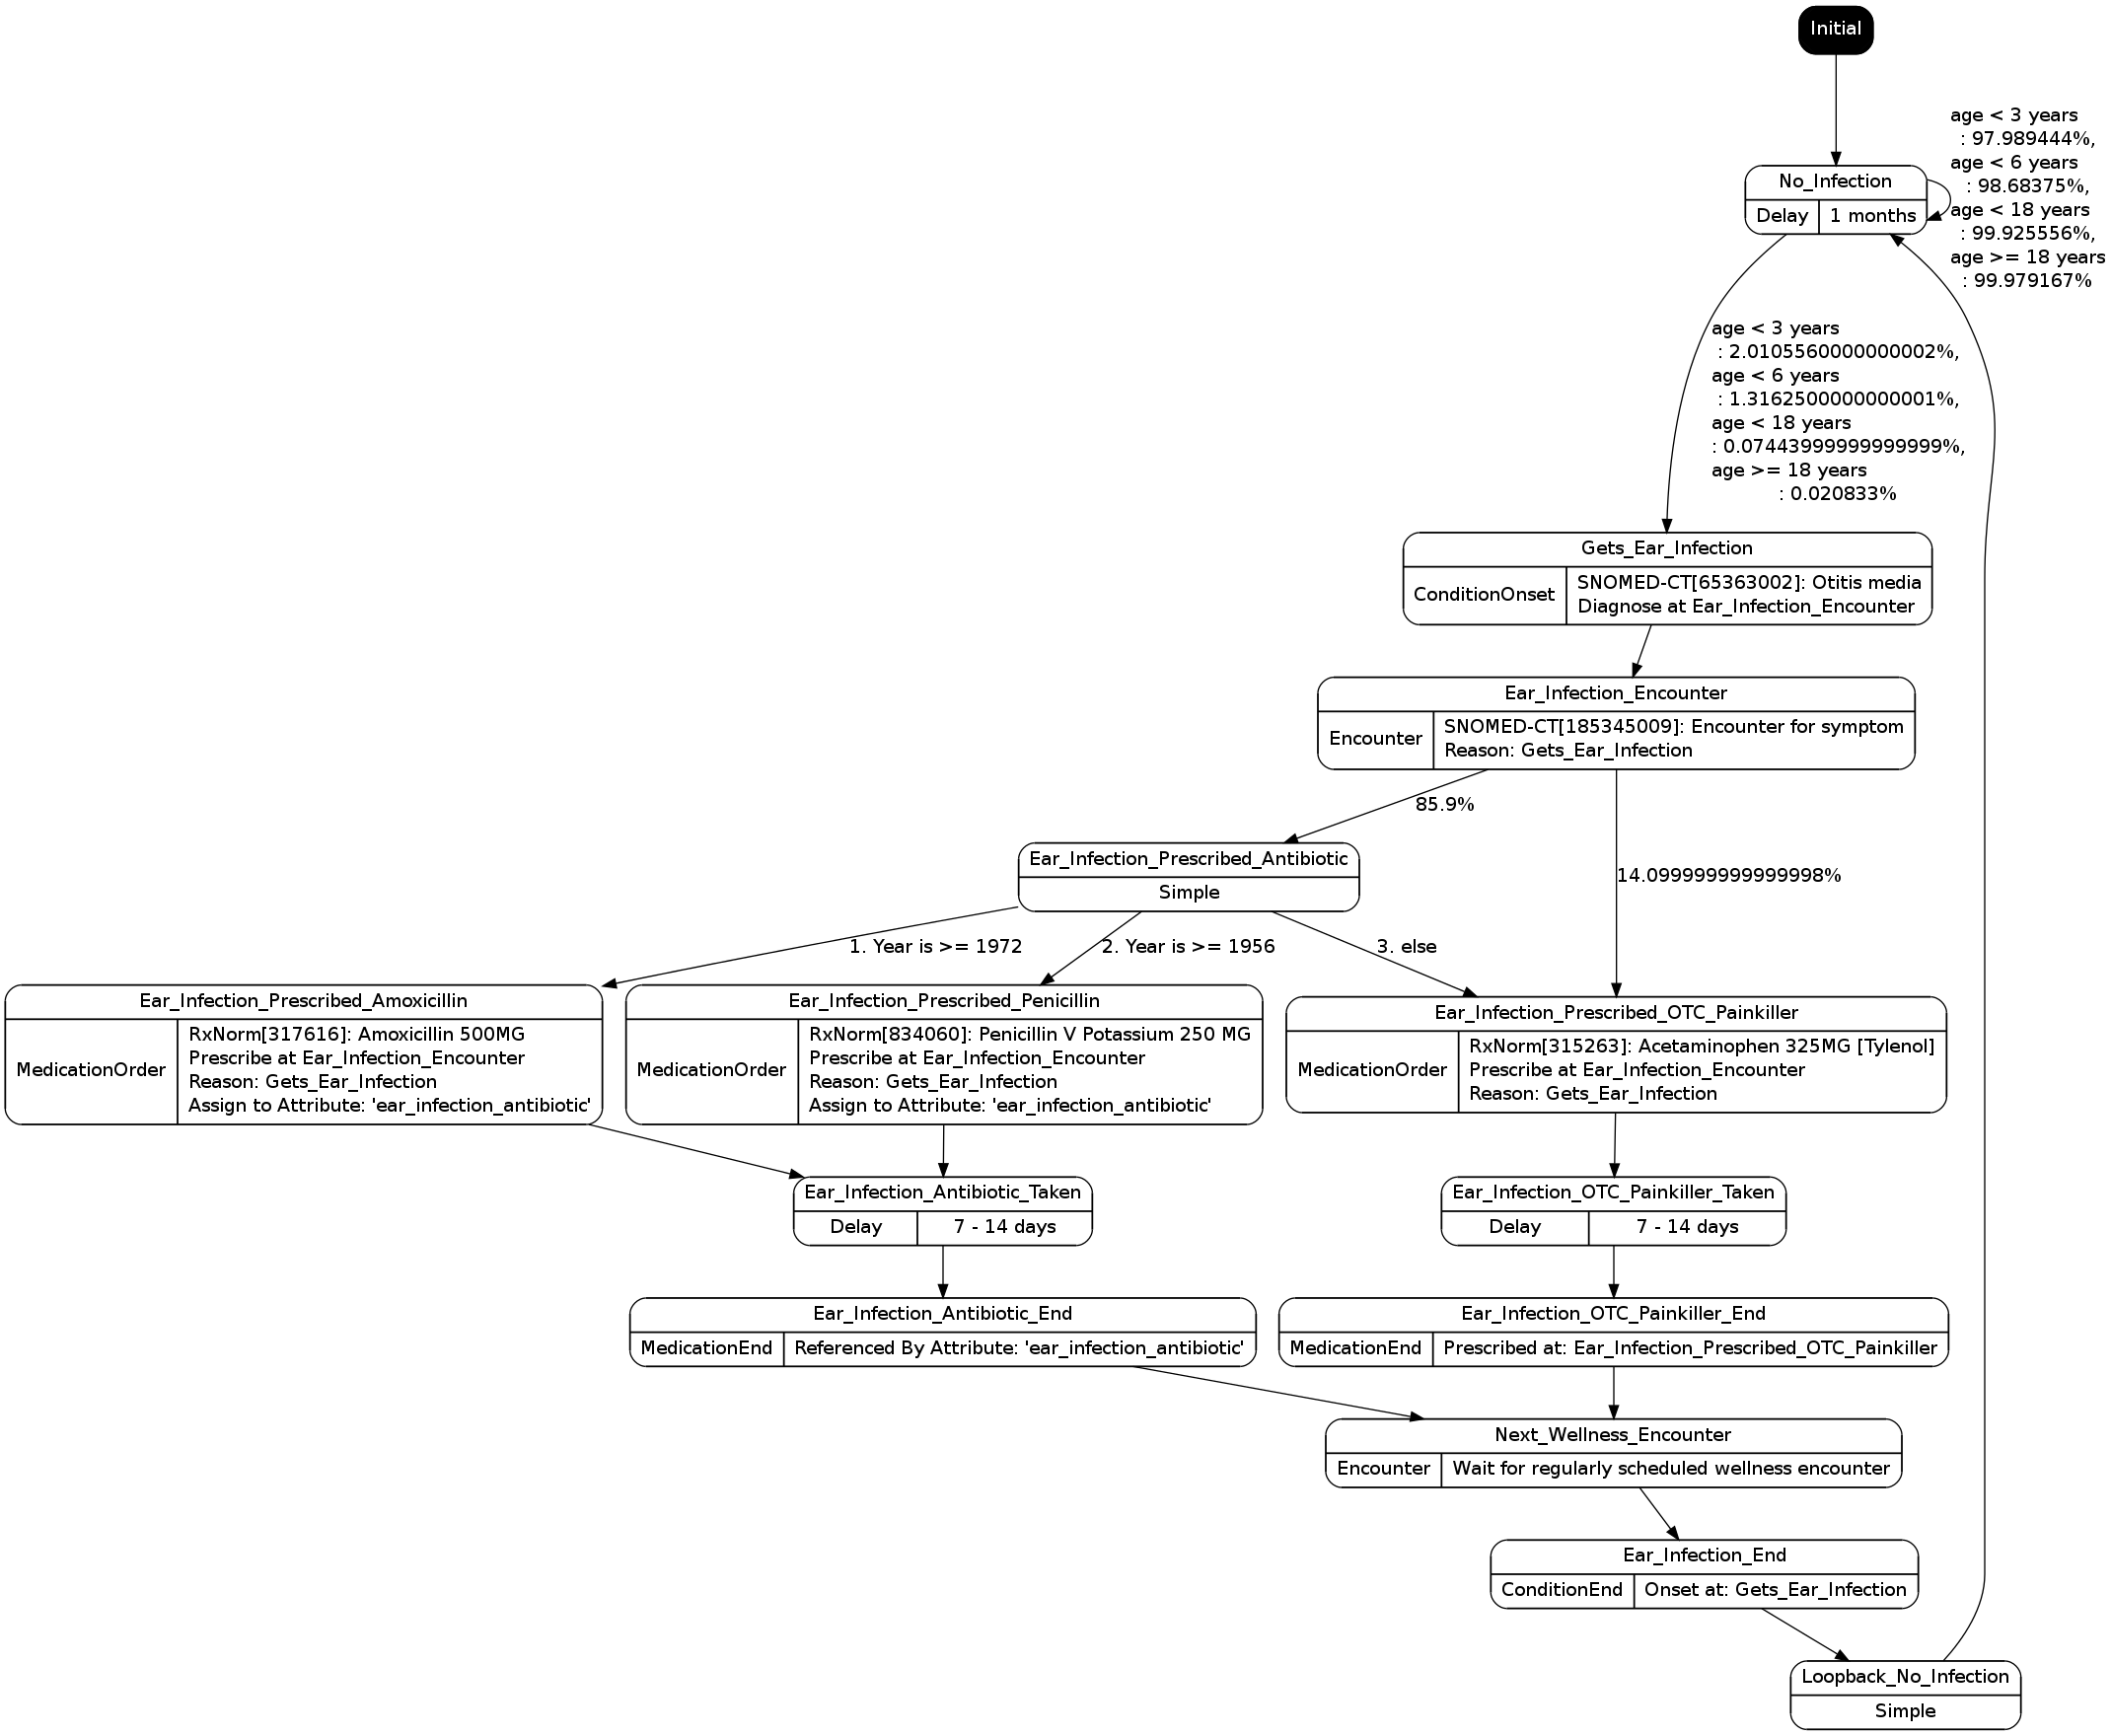 Initial
age < 3 years
: 97.989444%,
age < 6 years
: 98.68375%,
age < 18 years
: 99.925556%,
age >= 18 years
: 99.979167%
No_Infection
Delay
1 months
age < 3 years
: 2.0105560000000002%,
age < 6 years
: 1.3162500000000001%,
age < 18 years
: 0.07443999999999999%,
age >= 18 years
: 0.020833%
Gets_Ear_Infection
ConditionOnset
SNOMED-CT[65363002]: Otitis media
Diagnose at Ear_Infection_Encounter
Ear_Infection_Encounter
Encounter
SNOMED-CT[185345009]: Encounter for symptom
Reason: Gets_Ear_Infection
85.9%
14.099999999999998%
Ear_Infection_Prescribed_Antibiotic
Simple
1. Year is >= 1972
2. Year is >= 1956
3. else
Ear_Infection_Prescribed_Amoxicillin
MedicationOrder
RxNorm[317616]: Amoxicillin 500MG
Prescribe at Ear_Infection_Encounter
Reason: Gets_Ear_Infection
Assign to Attribute: 'ear_infection_antibiotic'
Ear_Infection_Prescribed_Penicillin
MedicationOrder
RxNorm[834060]: Penicillin V Potassium 250 MG
Prescribe at Ear_Infection_Encounter
Reason: Gets_Ear_Infection
Assign to Attribute: 'ear_infection_antibiotic'
Ear_Infection_Prescribed_OTC_Painkiller
MedicationOrder
RxNorm[315263]: Acetaminophen 325MG [Tylenol]
Prescribe at Ear_Infection_Encounter
Reason: Gets_Ear_Infection
Ear_Infection_Antibiotic_Taken
Delay
7 - 14 days
Ear_Infection_OTC_Painkiller_Taken
Delay
7 - 14 days
Ear_Infection_Antibiotic_End
MedicationEnd
Referenced By Attribute: 'ear_infection_antibiotic'
Ear_Infection_OTC_Painkiller_End
MedicationEnd
Prescribed at: Ear_Infection_Prescribed_OTC_Painkiller
Next_Wellness_Encounter
Encounter
Wait for regularly scheduled wellness encounter
Ear_Infection_End
ConditionEnd
Onset at: Gets_Ear_Infection
Loopback_No_Infection
Simple